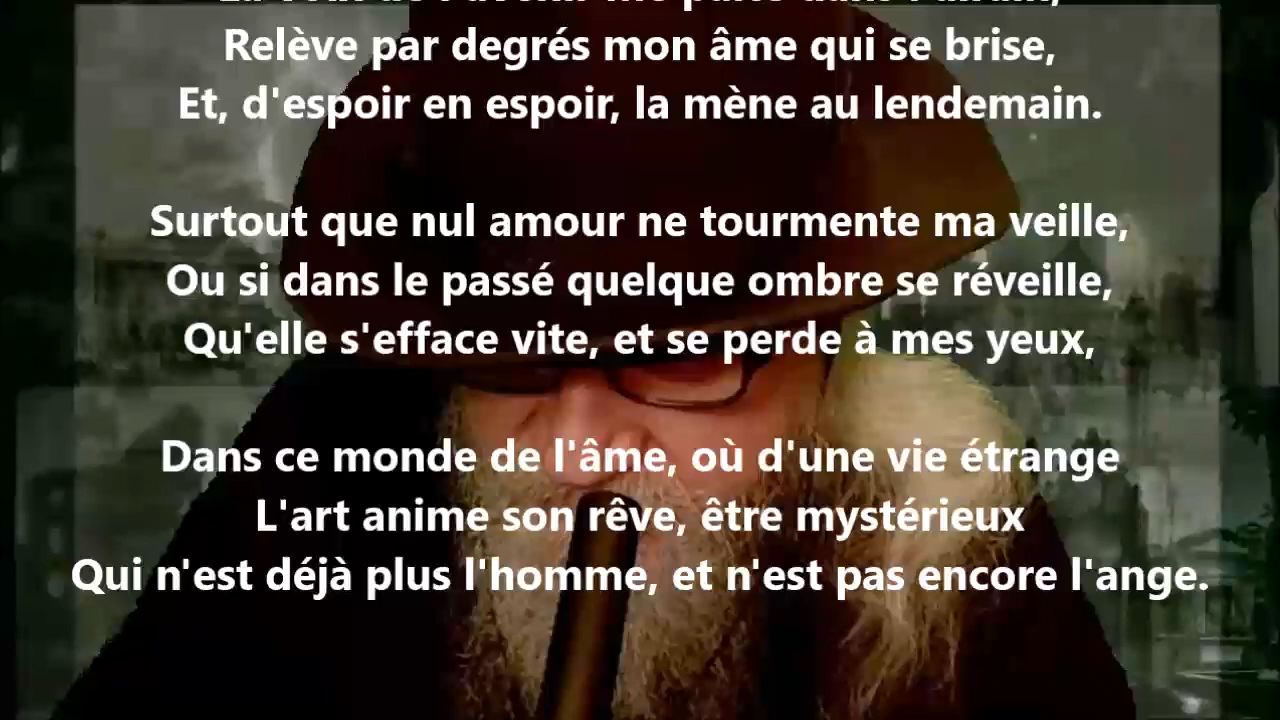 Relève par degrés mon âme qui se brise,
Et, d'espoir en espoir, la mène au lendemain.
Surtout que nul amour ne tourmente ma veille,
Ou si dans le passé quelque ombre se réveille,
Qu'elle s'efface vite, et se perde à mes yeux,
Dans ce monde de l'âme, où d'une vie étrange
L'art anime son rêve, être mystérieux
Qui n'est déjà plus l'homme, et n'est pas encore l'ange.